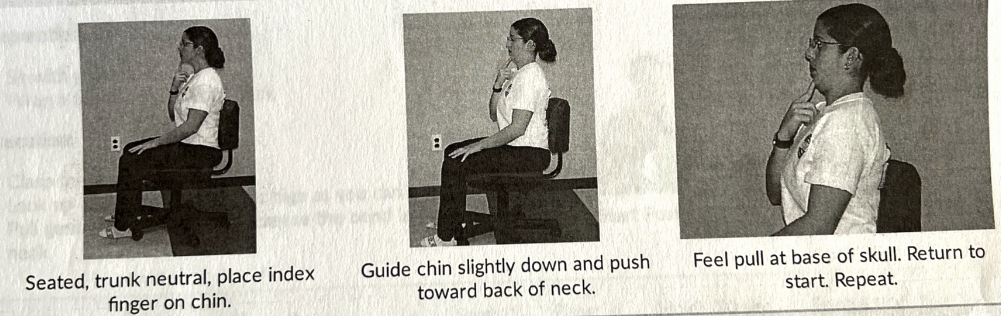 Seated, trunk neutral, place index
finger on chin.
Guide chin slightly down and push
toward back of neck.
Feel pull at base of skull. Return to
start. Repeat.